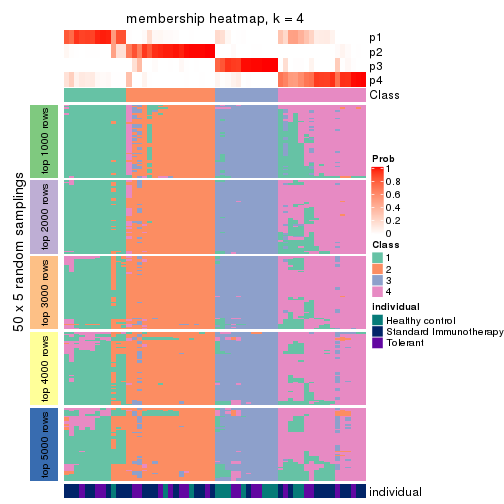 membership heatmap, k = 4
p1
p2
p3
p4
Class
50 x 5 random samplings
top 1000 rows
top 2000 rows
top 3000 rows
top 4000 rows
top 5000 rows
individual
Prob
1
0.8
0.6
0.4
0.2
0
Class
1
2
3
4
individual
Healthy control
Standard Immunotherapy
Tolerant